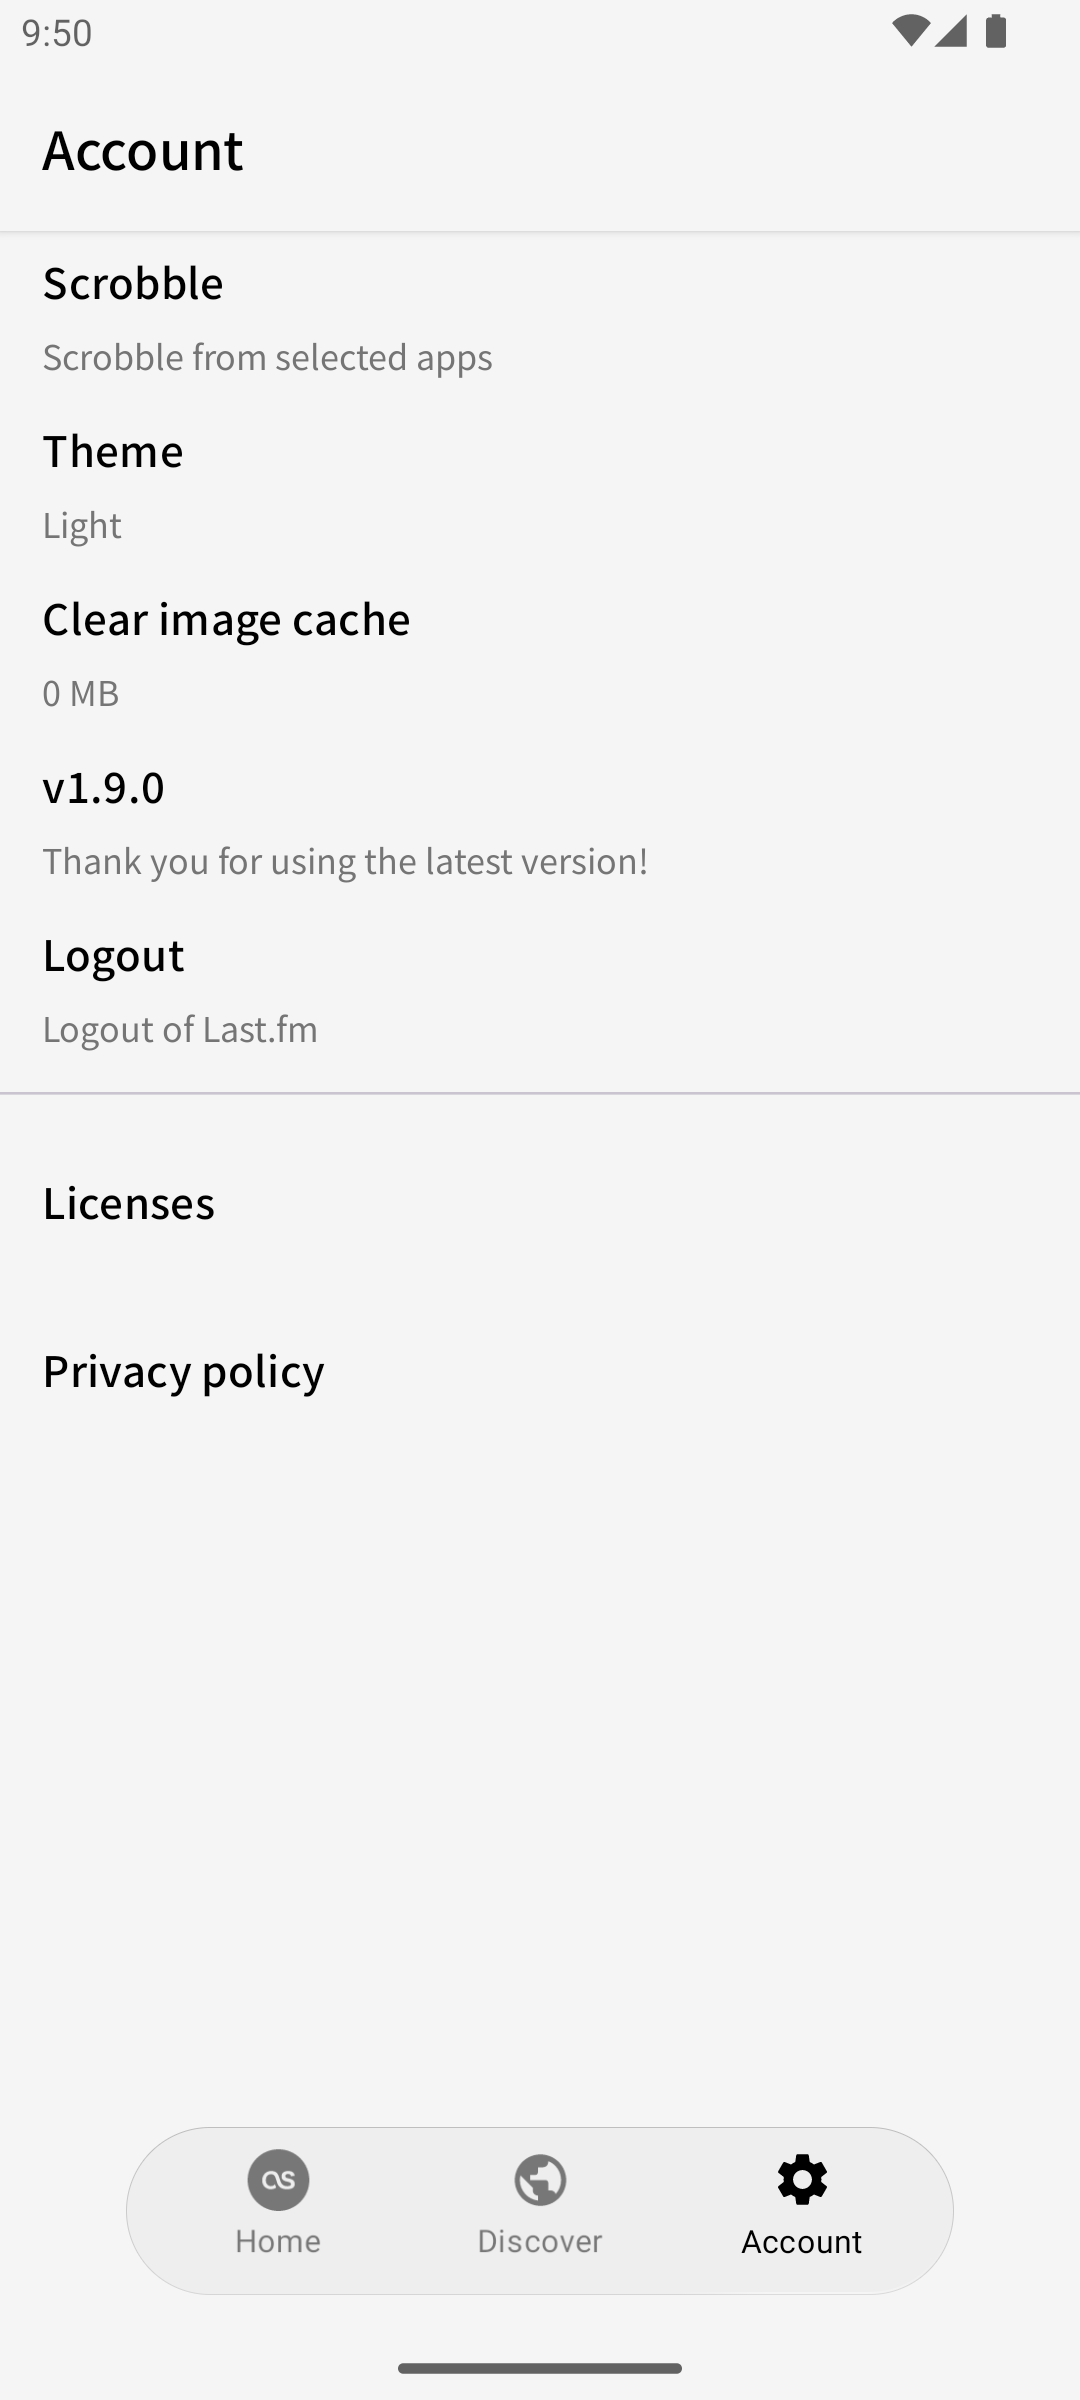 9:50
Account
Scrobble
Scrobble from selected apps
Theme
Light
Clear image cache
0 MB
v1.9.0
Thank you for using the latest version!
Logout
Logout of Last.fm
Licenses
Privacy policy
as
Home
Discover
Account